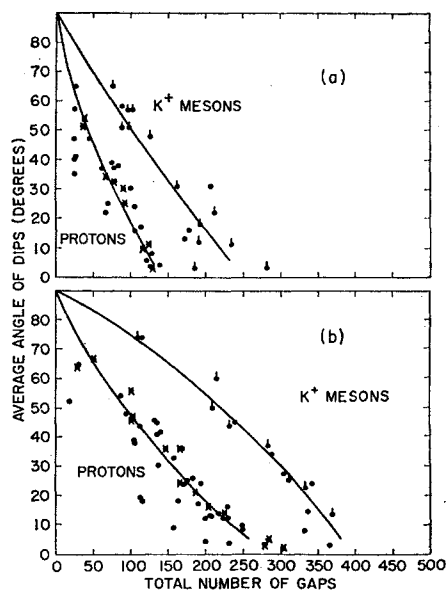 AVERAGE ANGLE OF DIPS (DEGREES)
80
70
60
50
40
30
20
10
0
(a)
K+ MESONS
PROTONS
80
70
60
50
40
30
20
10
0
(b)
K+ MESONS
PROTONS
0 50 100 150 200 250 300 350 400 450 500
TOTAL NUMBER OF GAPS